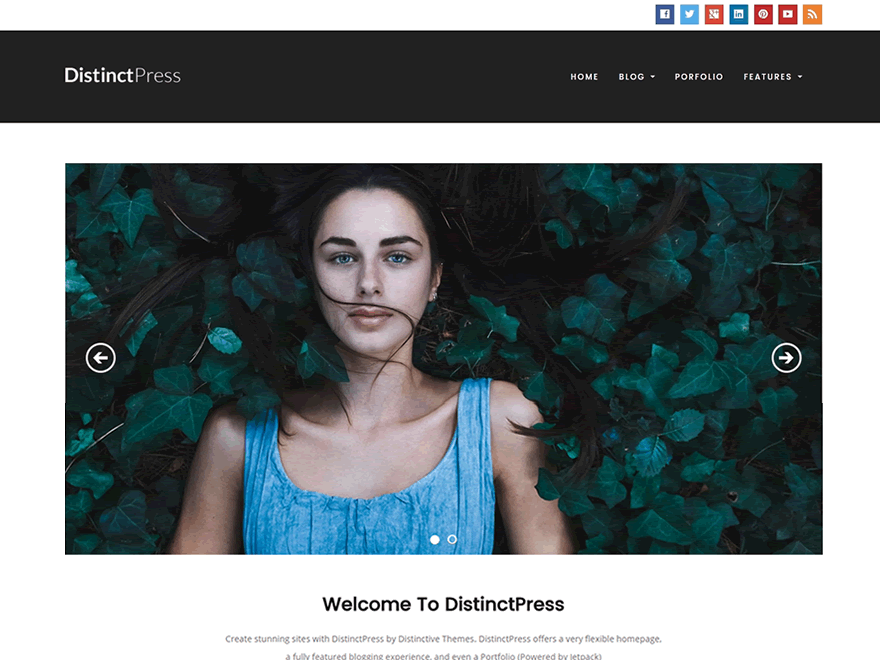 DistinctPress
HOME BLOG PORFOLIO FEATURES
Welcome To DistinctPress
Create stunning sites with DistinctPress by Distinctive Themes. DistinctPress offers a very flexible homepage,
a fully featured blogging experience, and even a Portfolio (Powered by Jetpack)